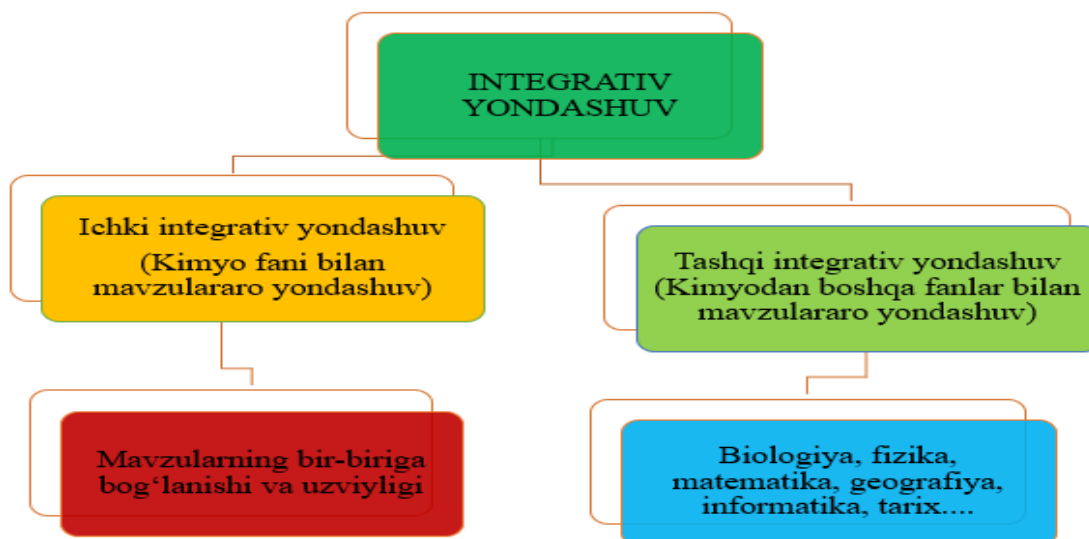 INTEGRATIV
YONDASHUV
Ichki integrativ yondashuv
(Kimyo fani bilan
mavzulararo yondashuv)
Tashqi integrativ yondashuv
(Kimyodan boshqa fanlar bilan
mavzulararo yondashuv)
Mavzularning bir-biriga
bog‘lanishi va uzviyligi
Biologiya, fizika,
matematika, geografiya,
informatika, tarix....